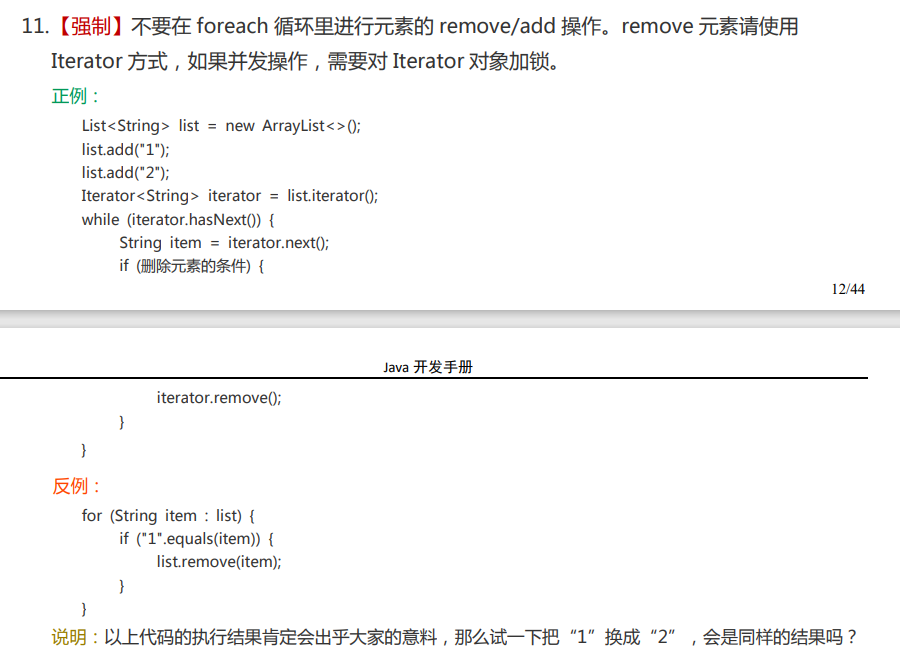 11.【强制】不要在 foreach 循环里进行元素的 remove/add 操作。remove 元素请使用
Iterator 方式，如果并发操作，需要对 Iterator 对象加锁。
正例：
List<String> list = new ArrayList<>();
list.add("1");
list.add("2");
Iterator<String> iterator = list.iterator();
while (iterator.hasNext()) {
String item = iterator.next();
if (删除元素的条件) {
12/44
Java 开发手册
iterator.remove();
}
}
反例：
for (String item : list) {
if ("1".equals(item)) {
list.remove(item);
}
}
说明：以上代码的执行结果肯定会出乎大家的意料，那么试一下把“1”换成“2”，会是同样的结果吗？